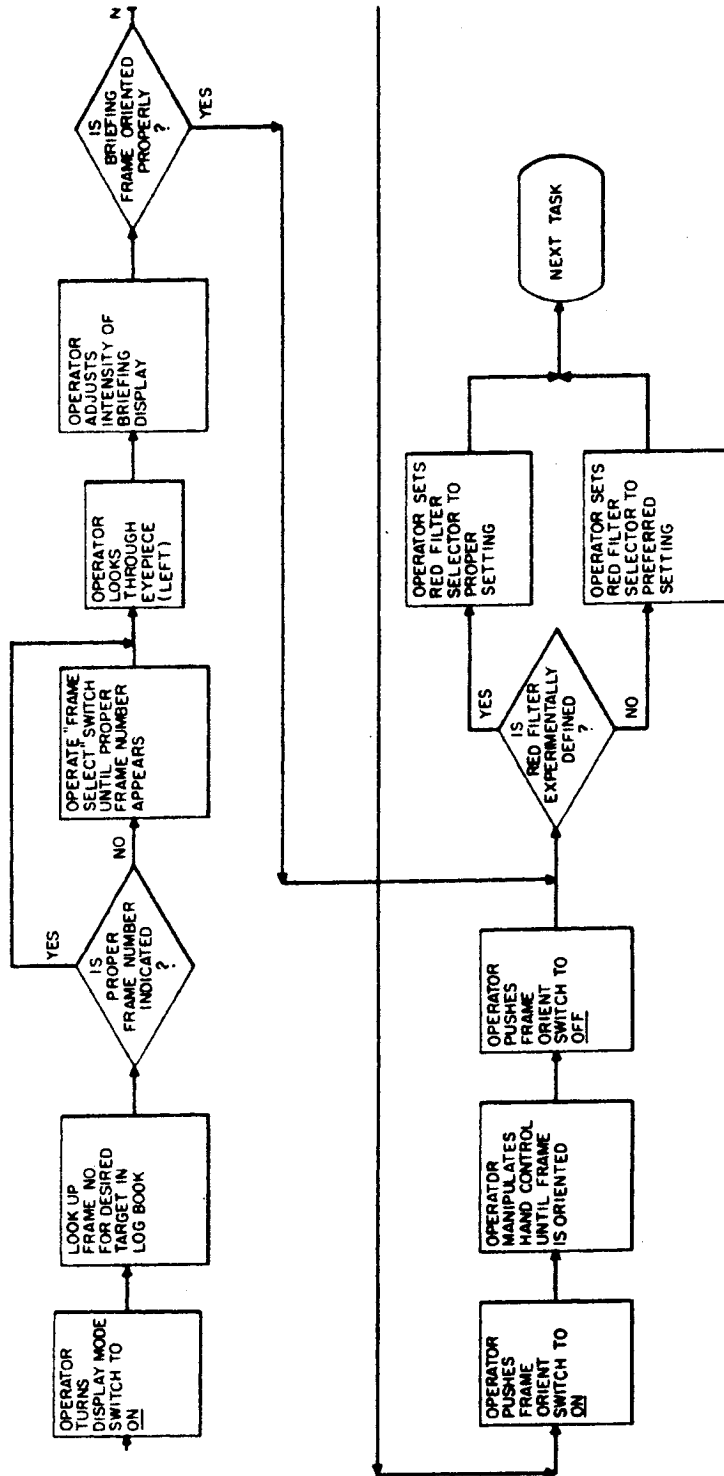 OPERATOR
TURNS
DISPLAY MODE
SWITCH TO
ON
LOOK UP
FRAME NO.
FOR DESIRED
TARGET IN
LOG BOOK
IS
PROPER
FRAME NUMBER
INDICATED
?
YES
NO
OPERATE "FRAME
SELECT" SWITCH
UNTIL PROPER
FRAME NUMBER
APPEARS
OPERATOR
LOOKS
THROUGH
EYEPIECE
(LEFT)
OPERATOR
ADJUSTS
INTENSITY OF
BRIEFING
DISPLAY
IS
BRIEFING
FRAME ORIENTED
PROPERLY
?
N
YES
OPERATOR
PUSHES
FRAME
ORIENT
SWITCH TO
ON
OPERATOR
MANIPULATES
HAND CONTROL
UNTIL FRAME
IS ORIENTED
OPERATOR
PUSHES
FRAME
ORIENT
SWITCH TO
OFF
IS
RED FILTER
EXPERIMENTALLY
DEFINED
?
YES
NO
OPERATOR SETS
RED FILTER
SELECTOR TO
PROPER
SETTING
OPERATOR SETS
RED FILTER
SELECTOR TO
PREFERRED
SETTING
NEXT TASK